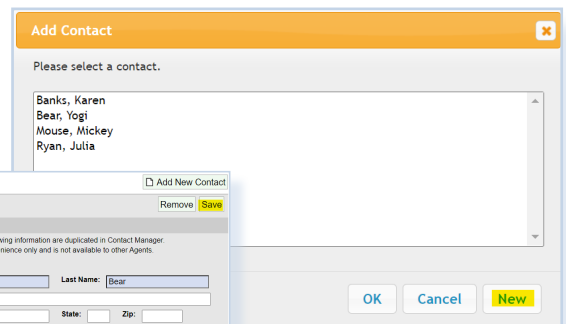 Add Contact
Please select a contact.
Banks, Karen
Bear, Yogi
Mouse, Mickey
Ryan, Julia
Add New Contact
Remove Save
information are duplicated in Contact Manager.
only and is not available to other Agents.
Last Name: Bear
State: Zip:
OK Cancel New